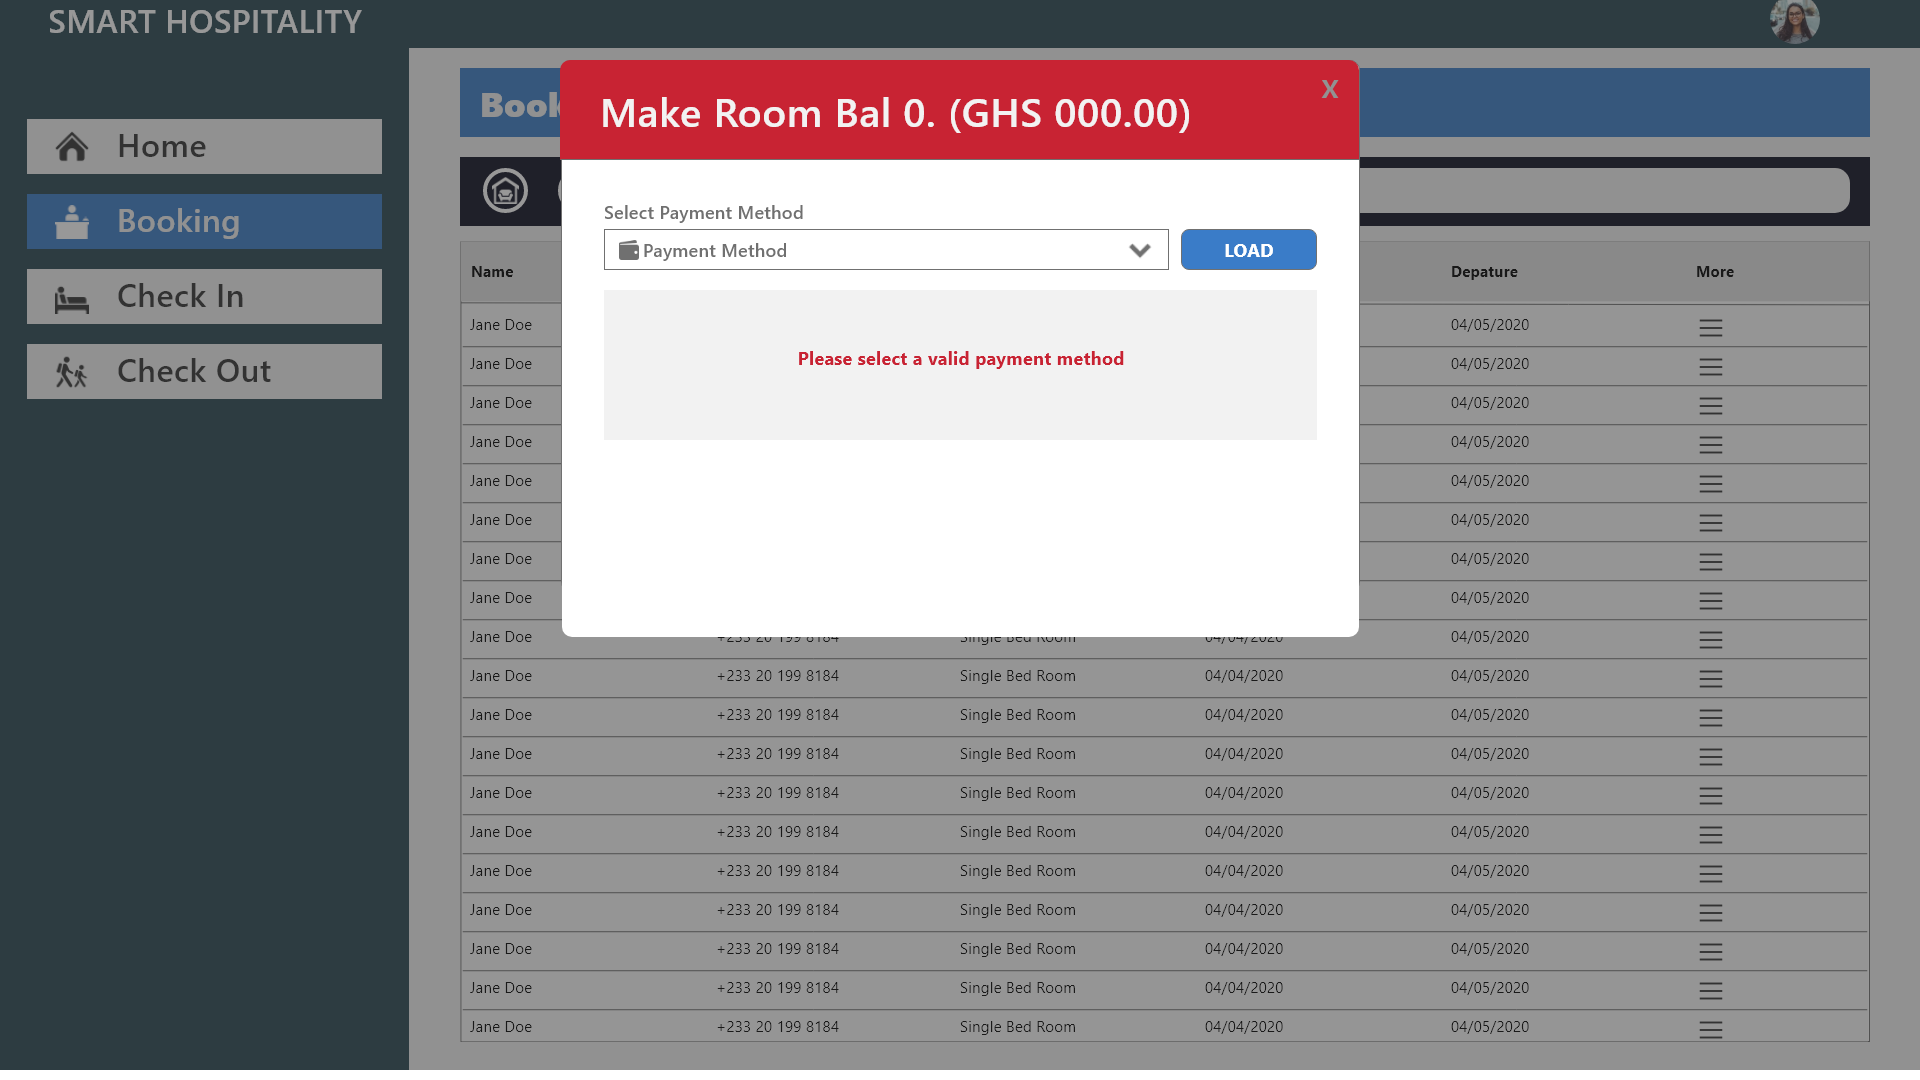 SMART HOSPITALITY
Home
Booking
Check In
Check Out
Make Room Bal 0. (GHS 000.00)
X
Select Payment Method
Payment Method
LOAD
Please select a valid payment method
Name Depature More
Jane Doe 04/05/2020
Jane Doe 04/05/2020
Jane Doe 04/05/2020
Jane Doe 04/05/2020
Jane Doe 04/05/2020
Jane Doe 04/05/2020
Jane Doe 04/05/2020
Jane Doe 04/05/2020
Jane Doe +233 20 199 8184 Single Bed Room 04/04/2020 04/05/2020
Jane Doe +233 20 199 8184 Single Bed Room 04/04/2020 04/05/2020
Jane Doe +233 20 199 8184 Single Bed Room 04/04/2020 04/05/2020
Jane Doe +233 20 199 8184 Single Bed Room 04/04/2020 04/05/2020
Jane Doe +233 20 199 8184 Single Bed Room 04/04/2020 04/05/2020
Jane Doe +233 20 199 8184 Single Bed Room 04/04/2020 04/05/2020
Jane Doe +233 20 199 8184 Single Bed Room 04/04/2020 04/05/2020
Jane Doe +233 20 199 8184 Single Bed Room 04/04/2020 04/05/2020
Jane Doe +233 20 199 8184 Single Bed Room 04/04/2020 04/05/2020
Jane Doe +233 20 199 8184 Single Bed Room 04/04/2020 04/05/2020
Jane Doe +233 20 199 8184 Single Bed Room 04/04/2020 04/05/2020